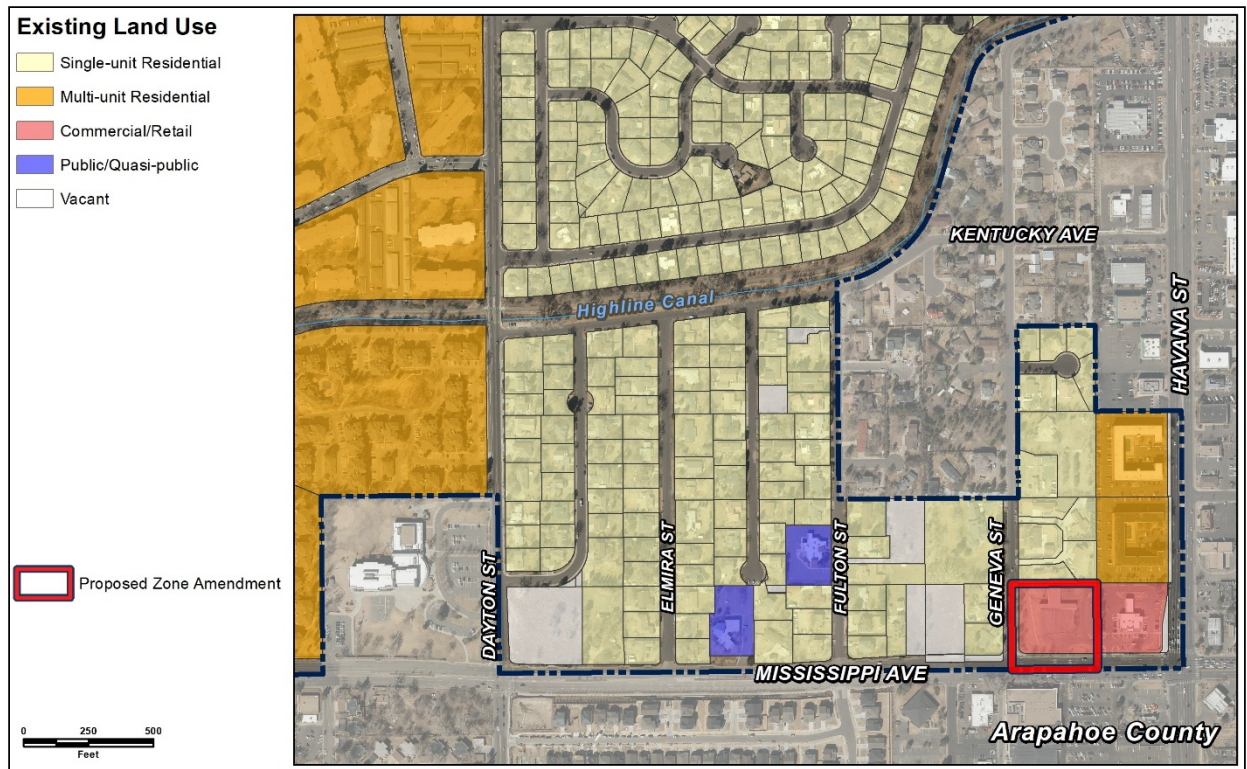 Existing Land Use
Single-unit Residential
Multi-unit Residential
Commercial/Retail
Public/Quasi-public
Vacant
Proposed Zone Amendment
0 250 500
Feet
KENTUCKY AVE
HAVANA ST
Highline Canal
DAYTON ST
ELMIRA ST
FULTON ST
GENEVA ST
MISSISSIPPI AVE
Arapahoe County